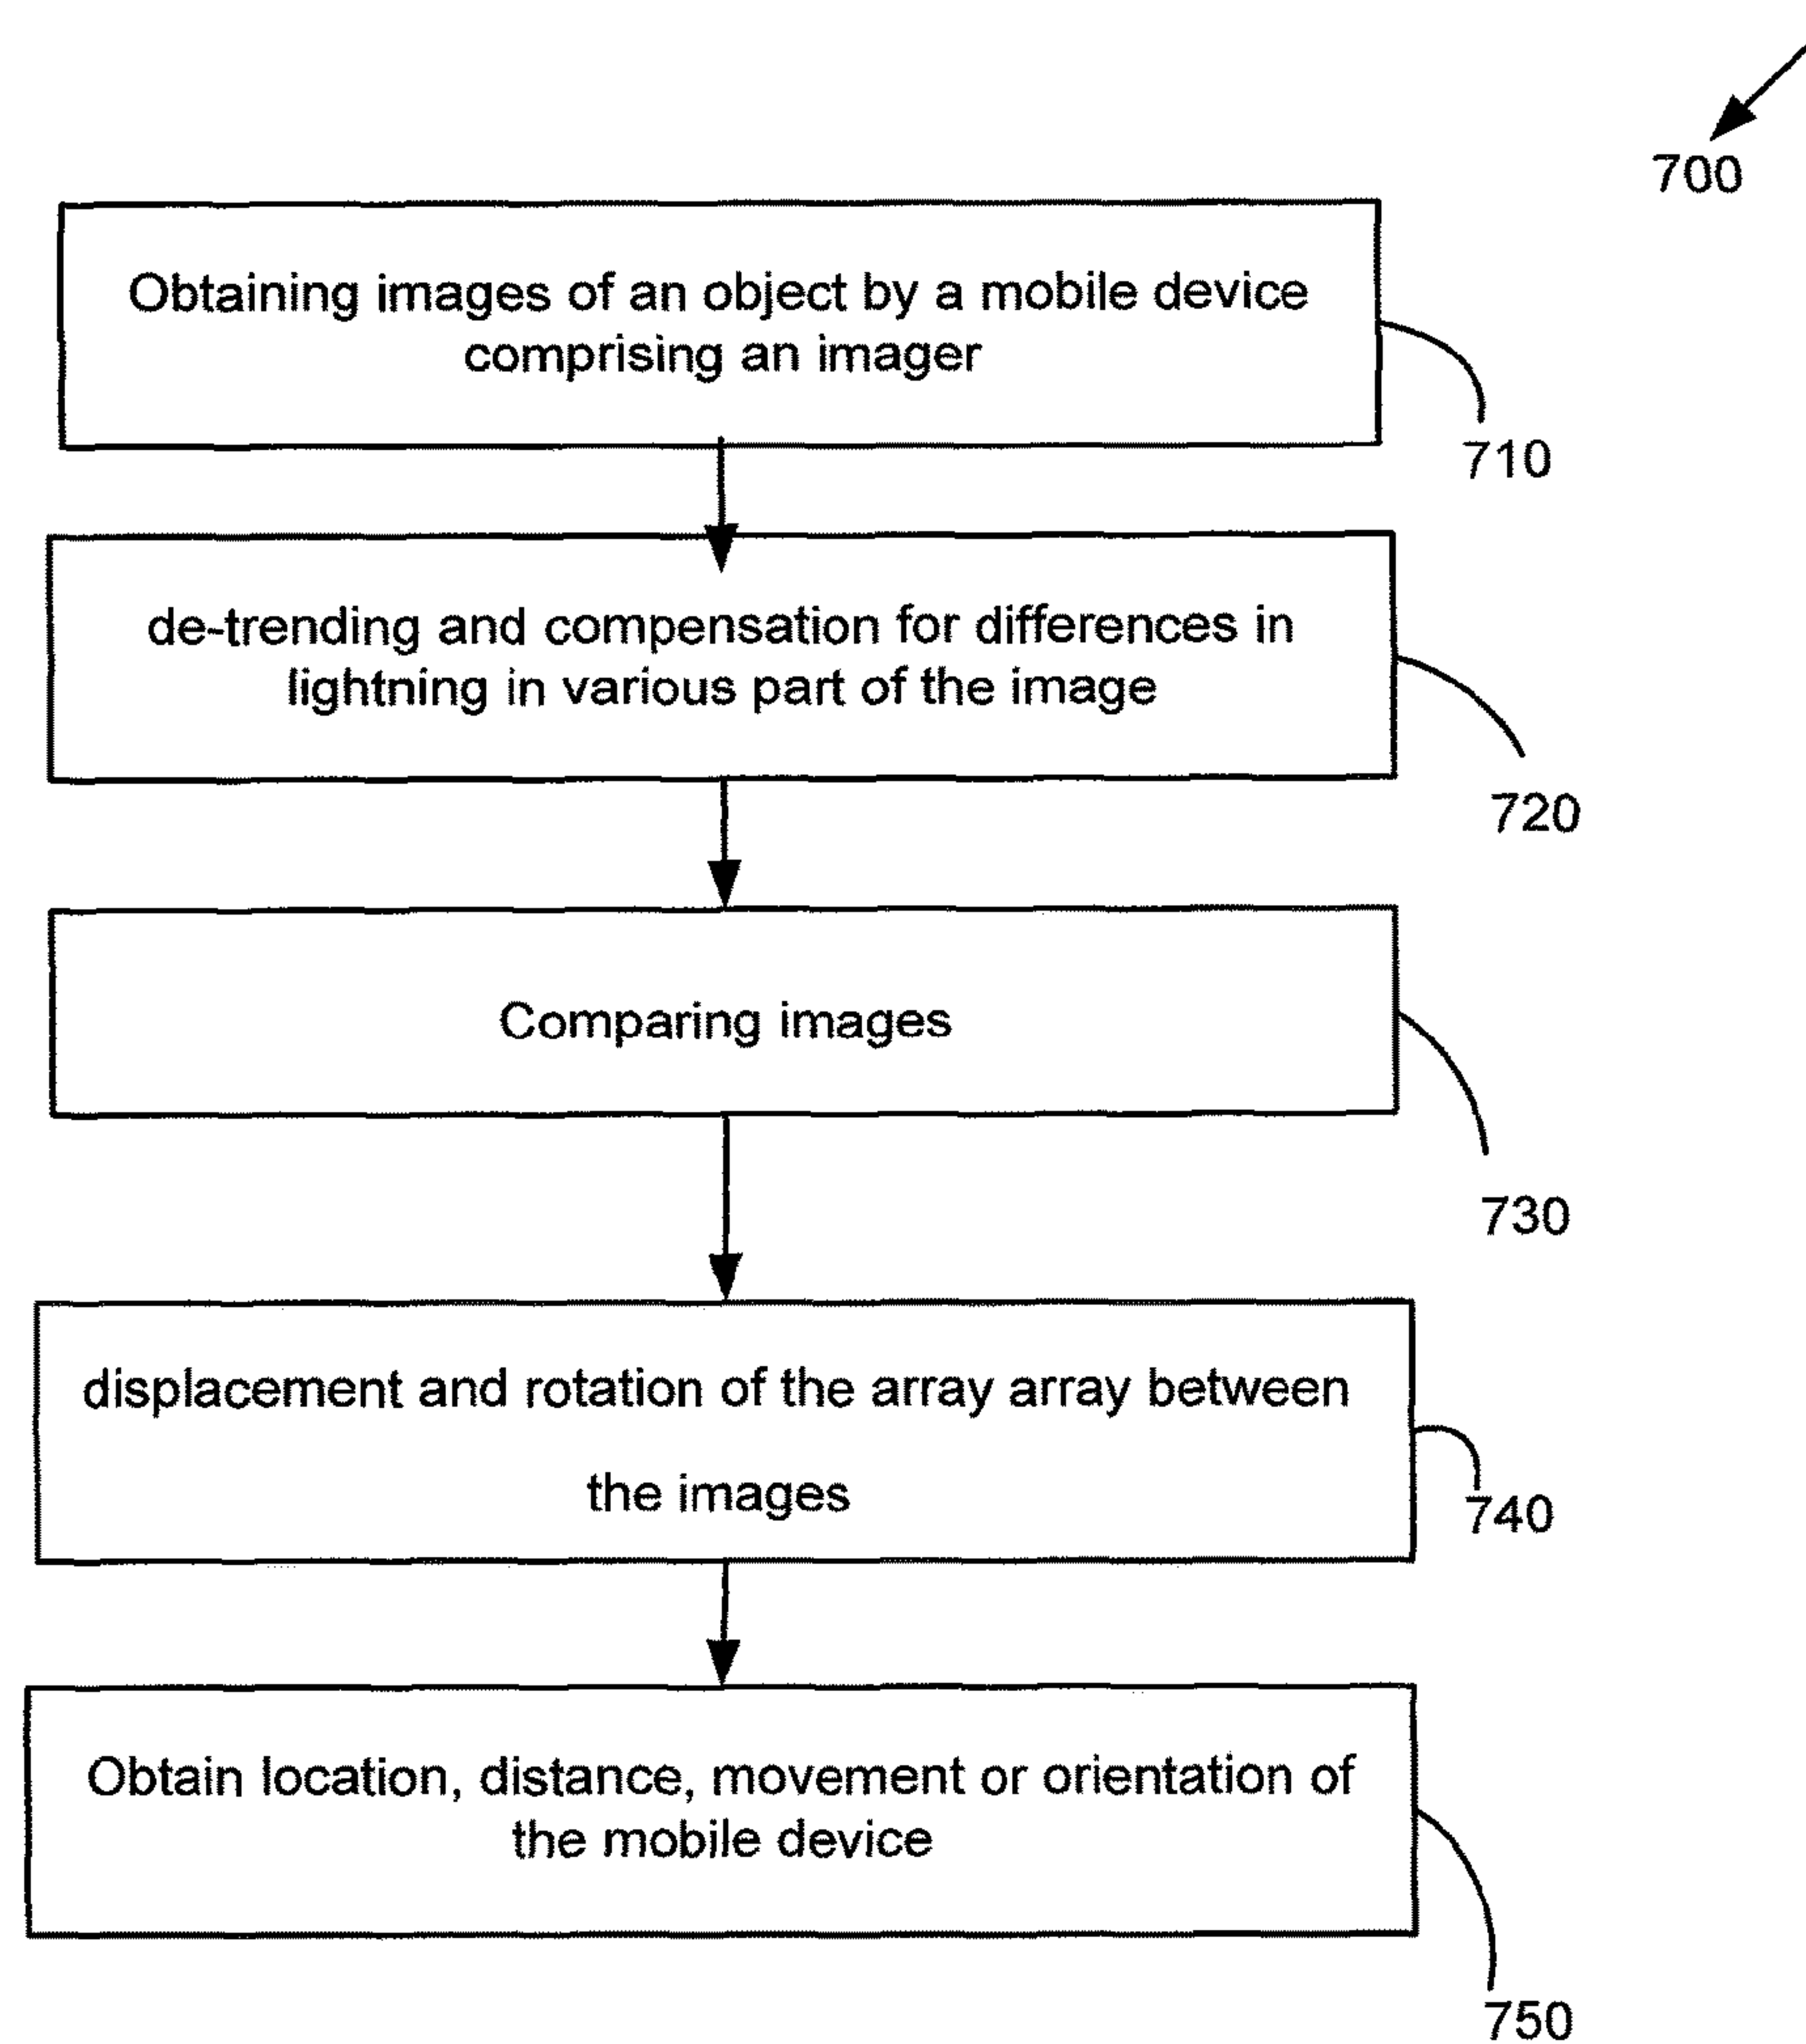 700
Obtaining images of an object by a mobile device
comprising an imager
710
de-trending and compensation for differences in
lightning in various part of the image
720
Comparing images
730
displacement and rotation of the array array between
the images
740
Obtain location, distance, movement or orientation of
the mobile device
750